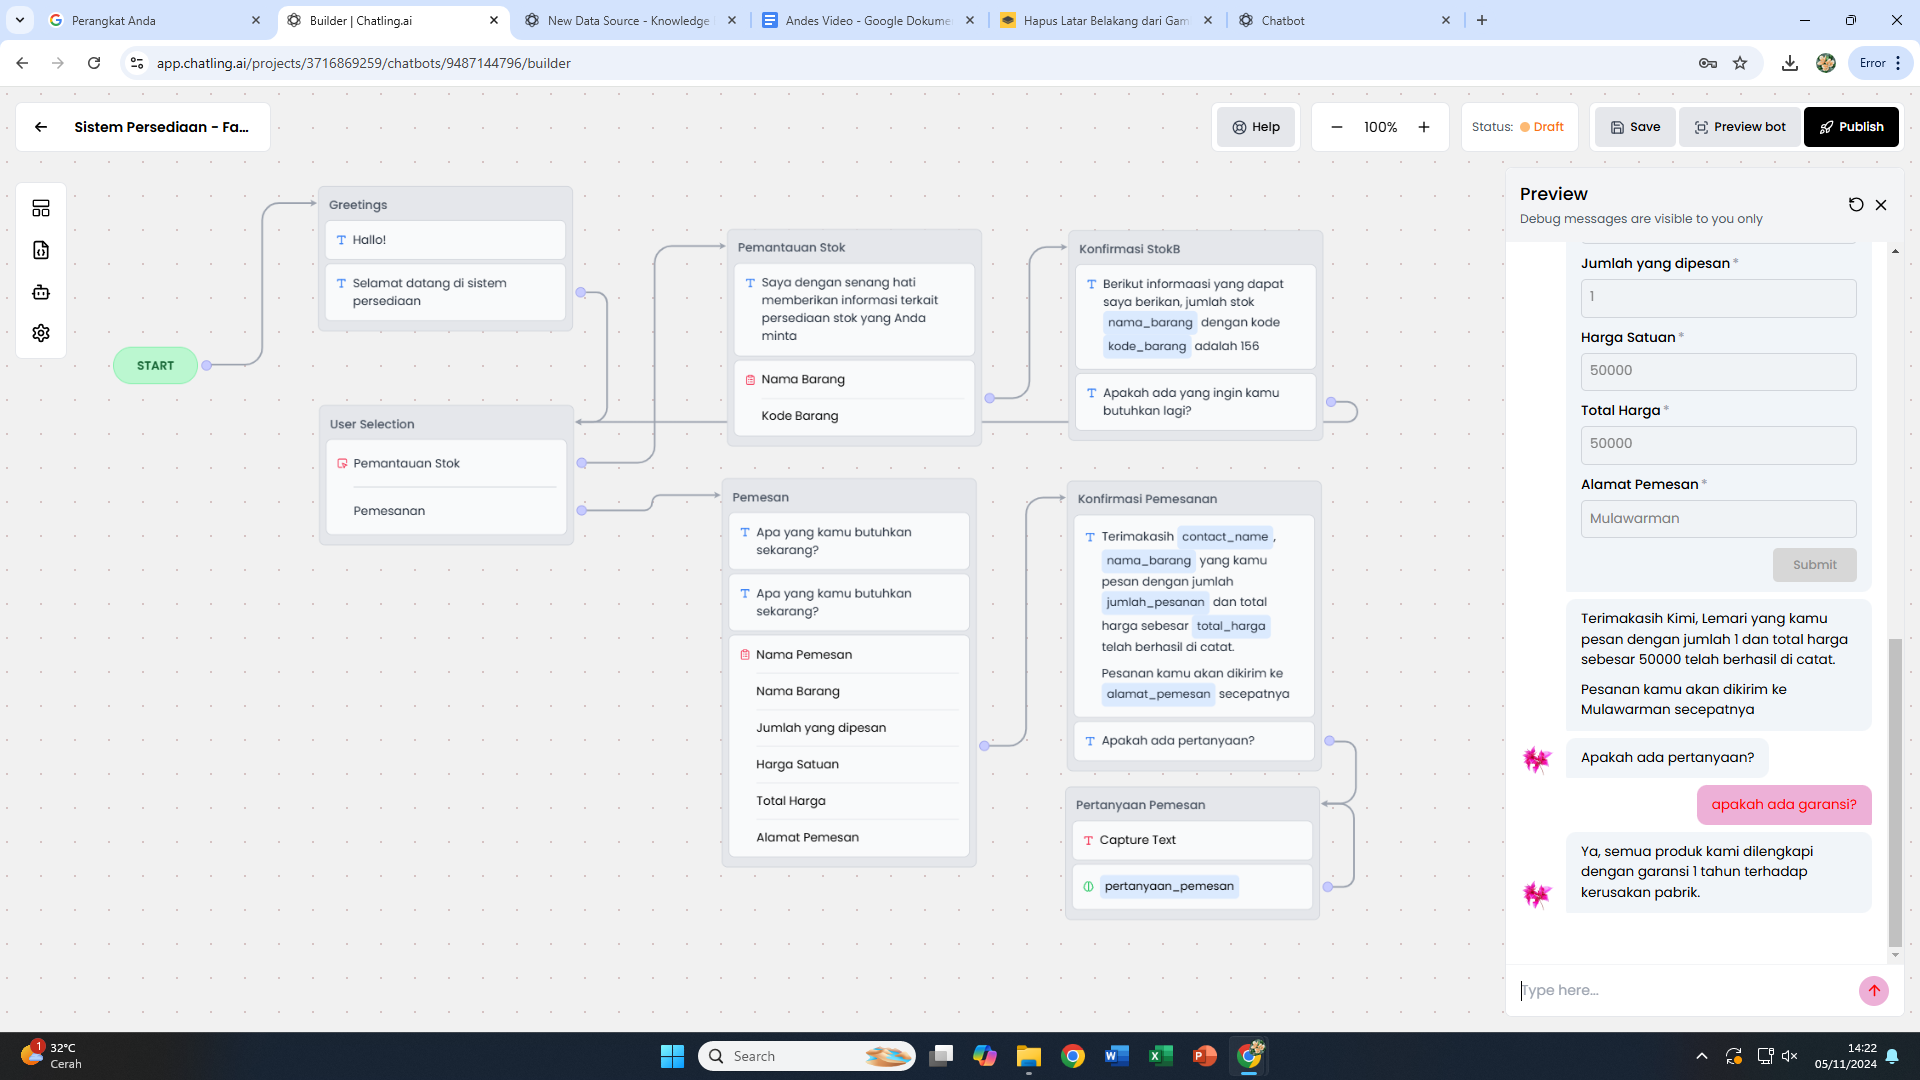 Perangkat Anda
Builder | Chatling.ai
New Data Source - Knowledge
Andes Video - Google Dokume
Hapus Latar Belakang dari Gam
Chatbot
app.chatling.ai/projects/3716869259/chatbots/9487144796/builder
Error
Sistem Persediaan - Fa...
Help
100%
Status: Draft
Save
Preview bot
Publish
START
Greetings
Hallo!
Selamat datang di sistem
persediaan
User Selection
Pemantauan Stok
Pemesanan
Pemantauan Stok
Saya dengan senang hati
memberikan informasi terkait
persediaan stok yang Anda
minta
Nama Barang
Kode Barang
Konfirmasi StokB
Berikut informaasi yang dapat
saya berikan, jumlah stok
nama_barang dengan kode
kode_barang adalah 156
Apakah ada yang ingin kamu
butuhkan lagi?
Pemesan
Apa yang kamu butuhkan
sekarang?
Apa yang kamu butuhkan
sekarang?
Nama Pemesan
Nama Barang
Jumlah yang dipesan
Harga Satuan
Total Harga
Alamat Pemesan
Konfirmasi Pemesanan
Terimakasih contact_name ,
nama_barang yang kamu
pesan dengan jumlah
jumlah_pesanan dan total
harga sebesar total_harga
telah berhasil di catat.
Pesanan kamu akan dikirim ke
alamat_pemesan secepatnya
Apakah ada pertanyaan?
Pertanyaan Pemesan
Capture Text
pertanyaan_pemesan
Preview
Debug messages are visible to you only
Jumlah yang dipesan *
1
Harga Satuan *
50000
Total Harga *
50000
Alamat Pemesan *
Mulawarman
Submit
Terimakasih Kimi, Lemari yang kamu
pesan dengan jumlah 1 dan total harga
sebesar 50000 telah berhasil di catat.
Pesanan kamu akan dikirim ke
Mulawarman secepatnya
Apakah ada pertanyaan?
apakah ada garansi?
Ya, semua produk kami dilengkapi
dengan garansi 1 tahun terhadap
kerusakan pabrik.
Type here...
1
32°C
Cerah
Search
14:22
05/11/2024